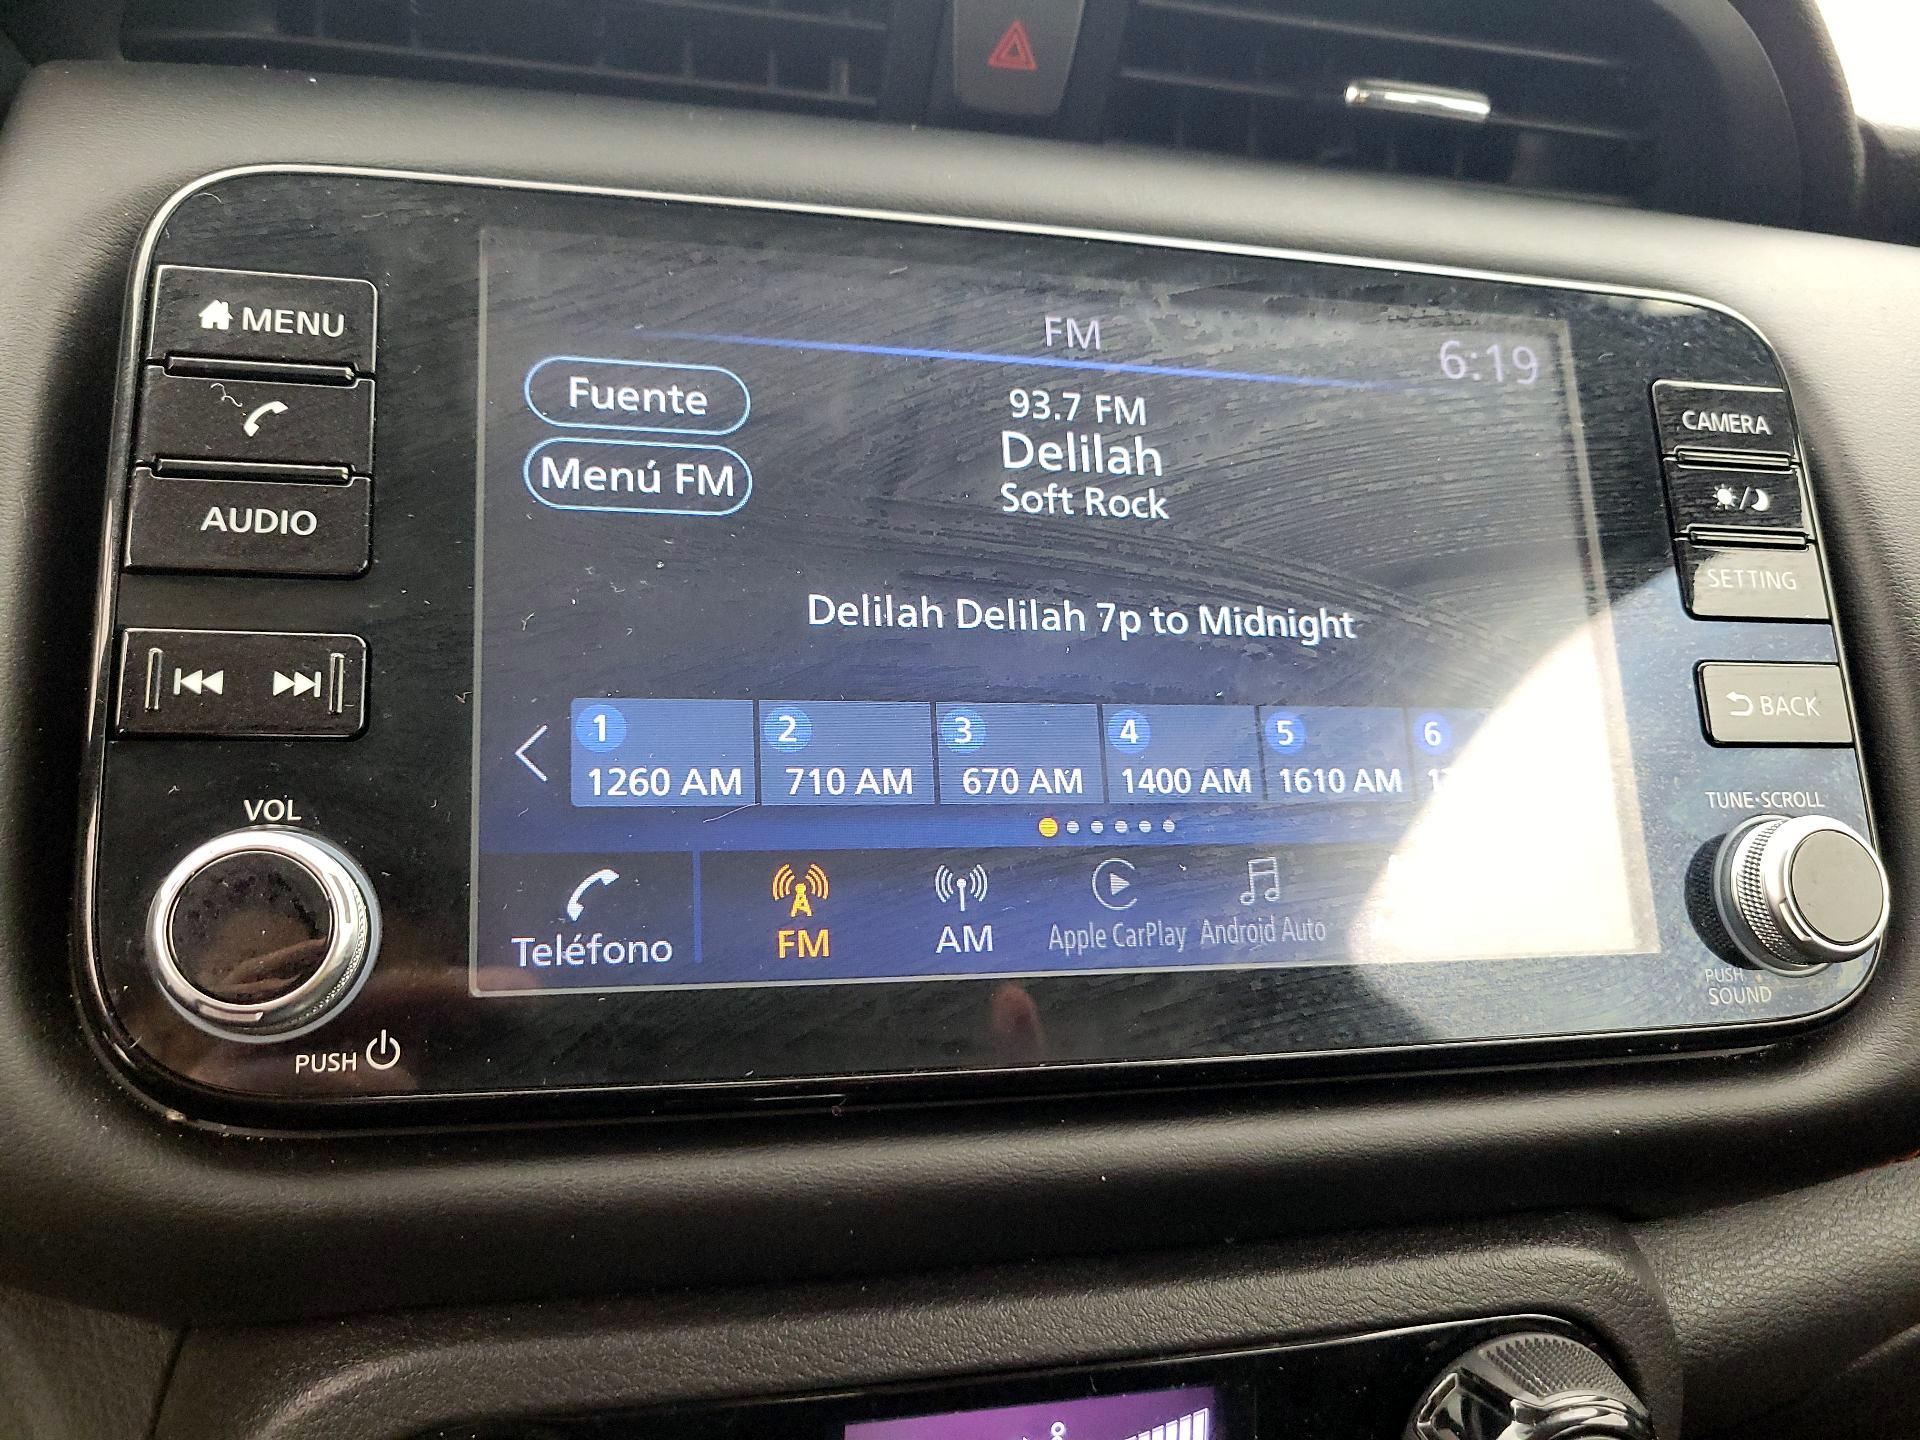 MENU
AUDIO
VOL
PUSH
FM
6:19
Fuente
Menú FM
93.7 FM
Delilah
Soft Rock
Delilah Delilah 7p to Midnight
1
1260 AM
2
710 AM
3
670 AM
4
1400 AM
5
1610 AM
6
Teléfono
FM
AM
Apple CarPlay
Android Auto
CAMERA
SETTING
BACK
TUNE·SCROLL
PUSH
SOUND